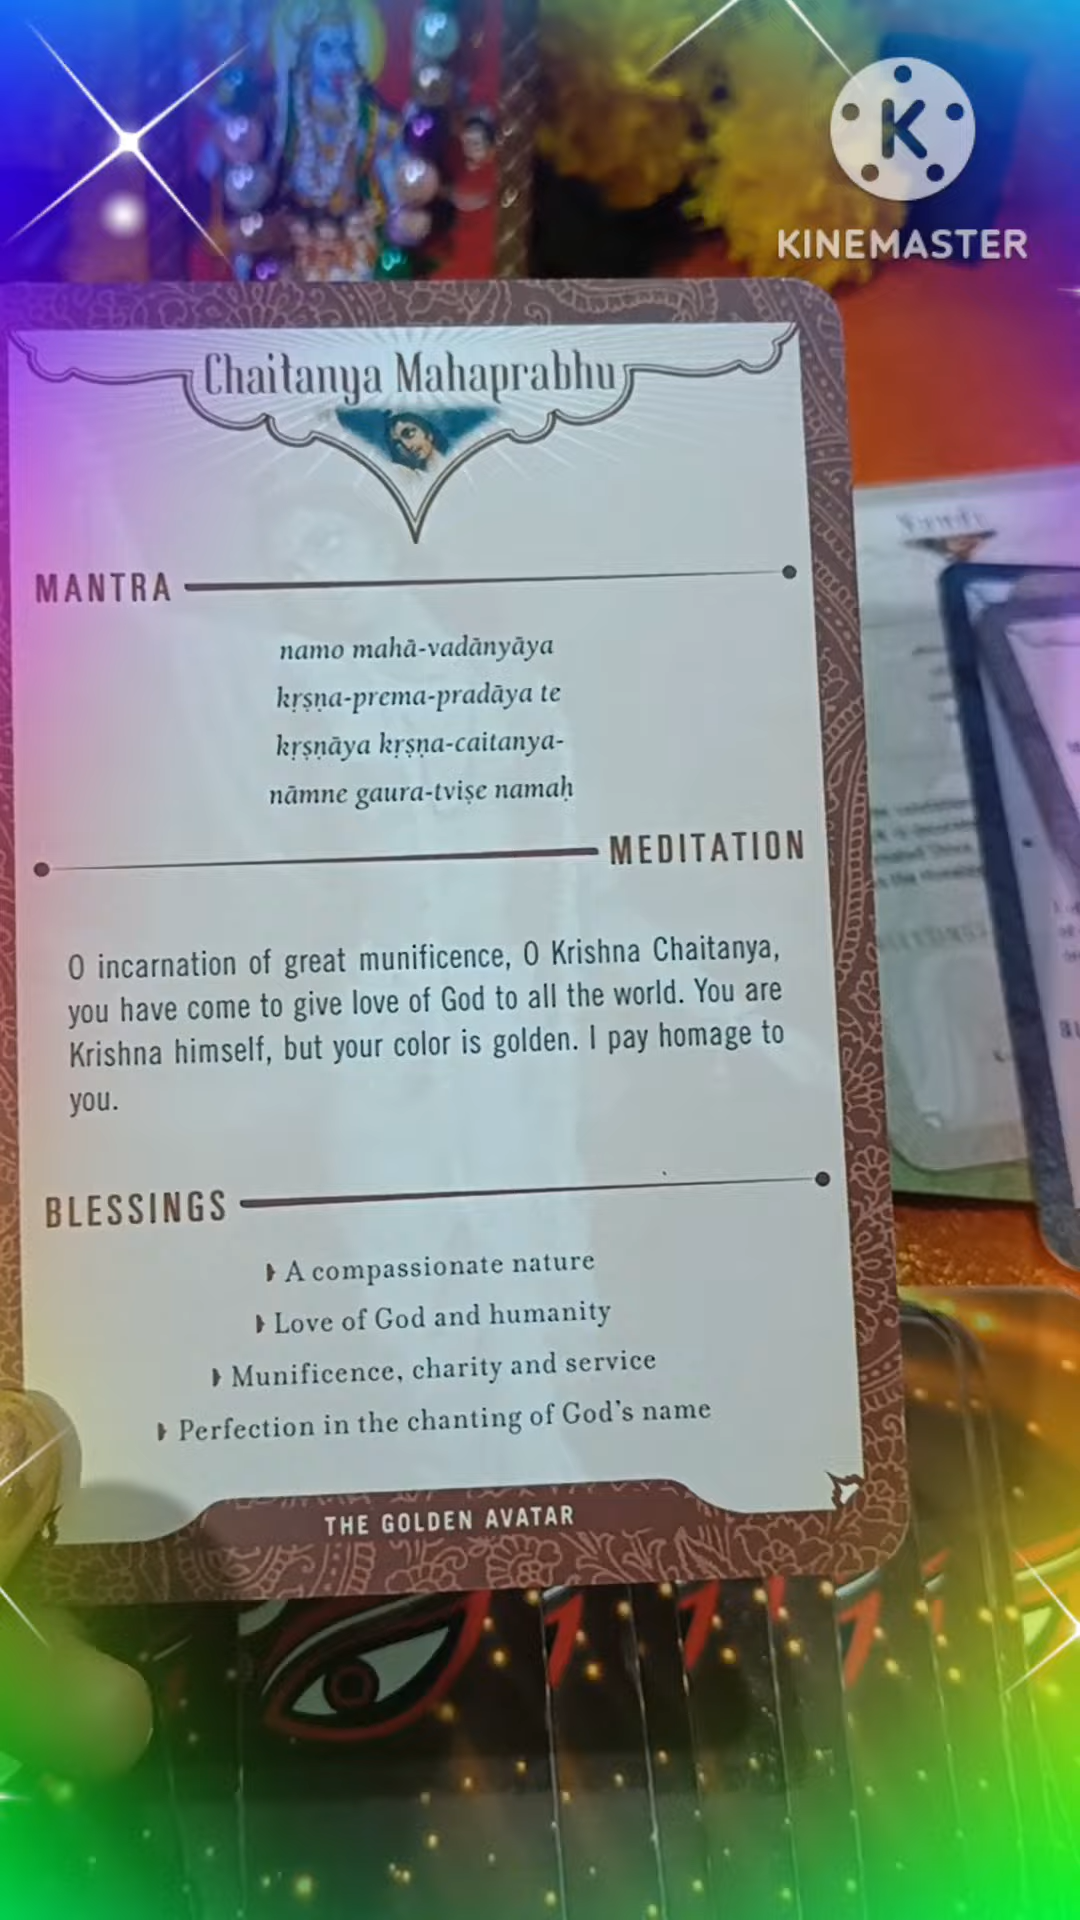 KINEMASTER
Chaitanya Mahaprabhu
MANTRA
namo mahā-vadānyāya
kṛṣṇa-prema-pradāya te
kṛṣṇāya kṛṣṇa-caitanya-
nāmne gaura-tviṣe namaḥ
MEDITATION
O incarnation of great munificence, O Krishna Chaitanya,
you have come to give love of God to all the world. You are
Krishna himself, but your color is golden. I pay homage to
you.
BLESSINGS
A compassionate nature
Love of God and humanity
Munificence, charity and service
Perfection in the chanting of God's name
THE GOLDEN AVATAR